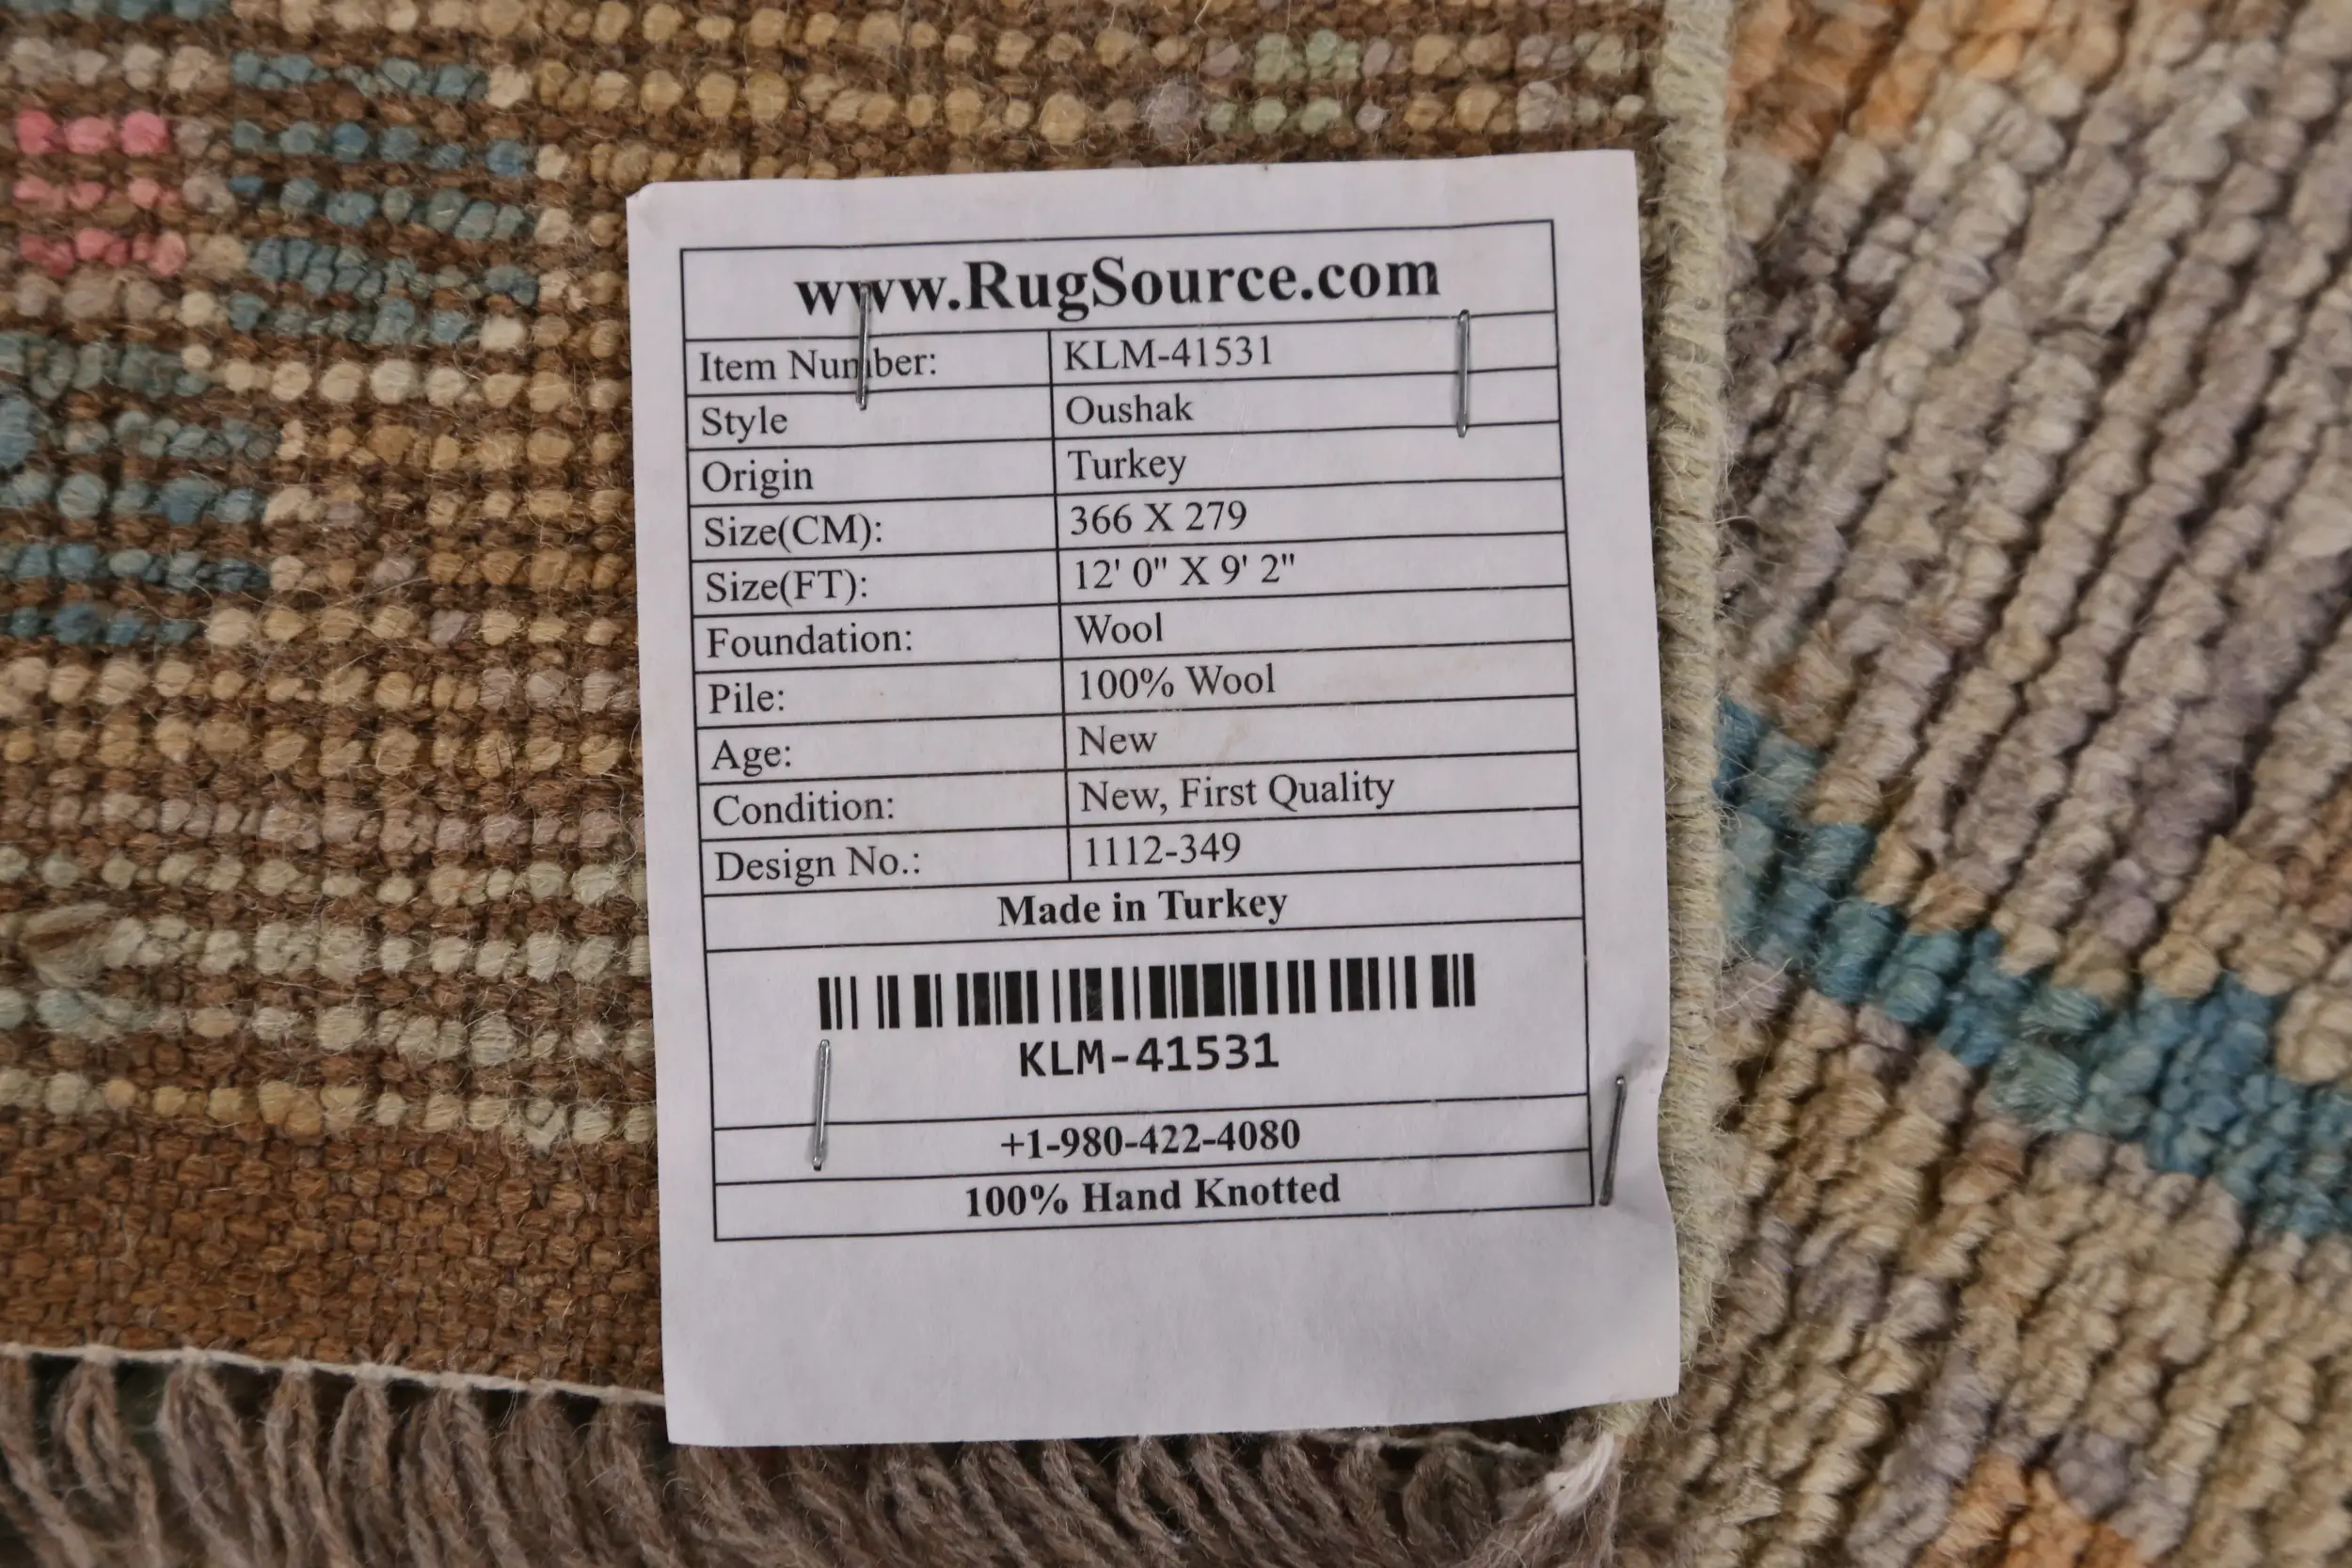 www.RugSource.com
Item Number: KLM-41531
Style Oushak
Origin Turkey
Size(CM): 366 X 279
Size(FT): 12' 0" X 9' 2"
Foundation: Wool
Pile: 100% Wool
Age: New
Condition: New, First Quality
Design No.: 1112-349
Made in Turkey
KLM-41531
+1-980-422-4080
100% Hand Knotted